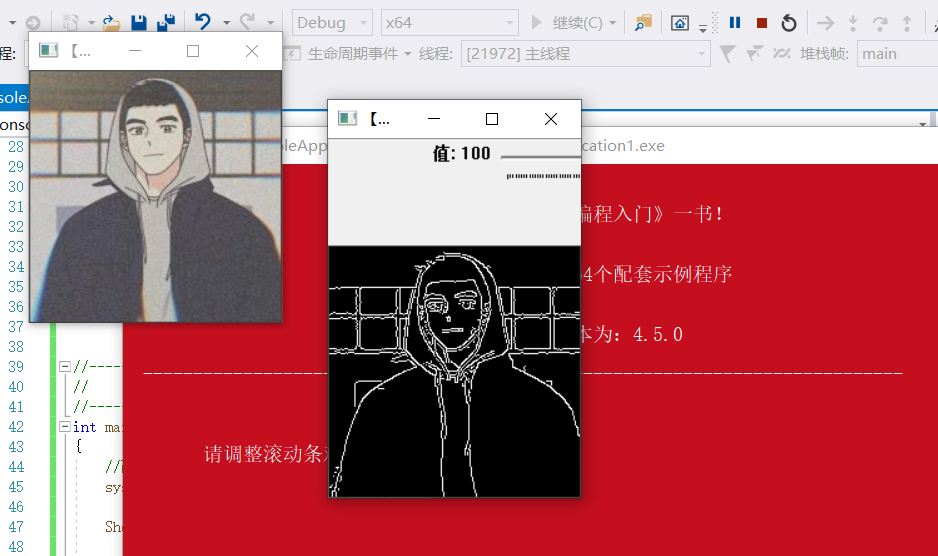 Debug
x64
继续(C)
程:
生命周期事件
线程:
[21972] 主线程
堆栈帧:
main
【...
【...
值: 100
cation1.exe
编程入门》一书!
4个配套示例程序
本为: 4.5.0
请调整滚动条
28
29
30
31
32
33
34
35
36
37
38
39 //-----
40 //
41 //-----
42 int ma
43 {
44 //
45 sys
46
47 Sh
48